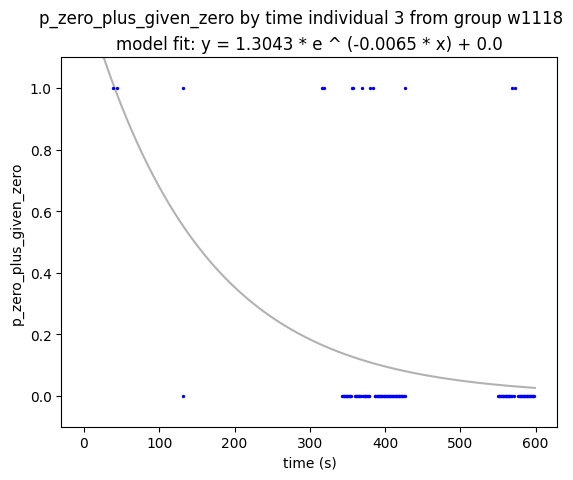 p_zero_plus_given_zero by time individual 3 from group w1118
model fit: y = 1.3043 * e ^ (-0.0065 * x) + 0.0
p_zero_plus_given_zero
1.0
0.8
0.6
0.4
0.2
0.0
0 100 200 300 400 500 600
time (s)